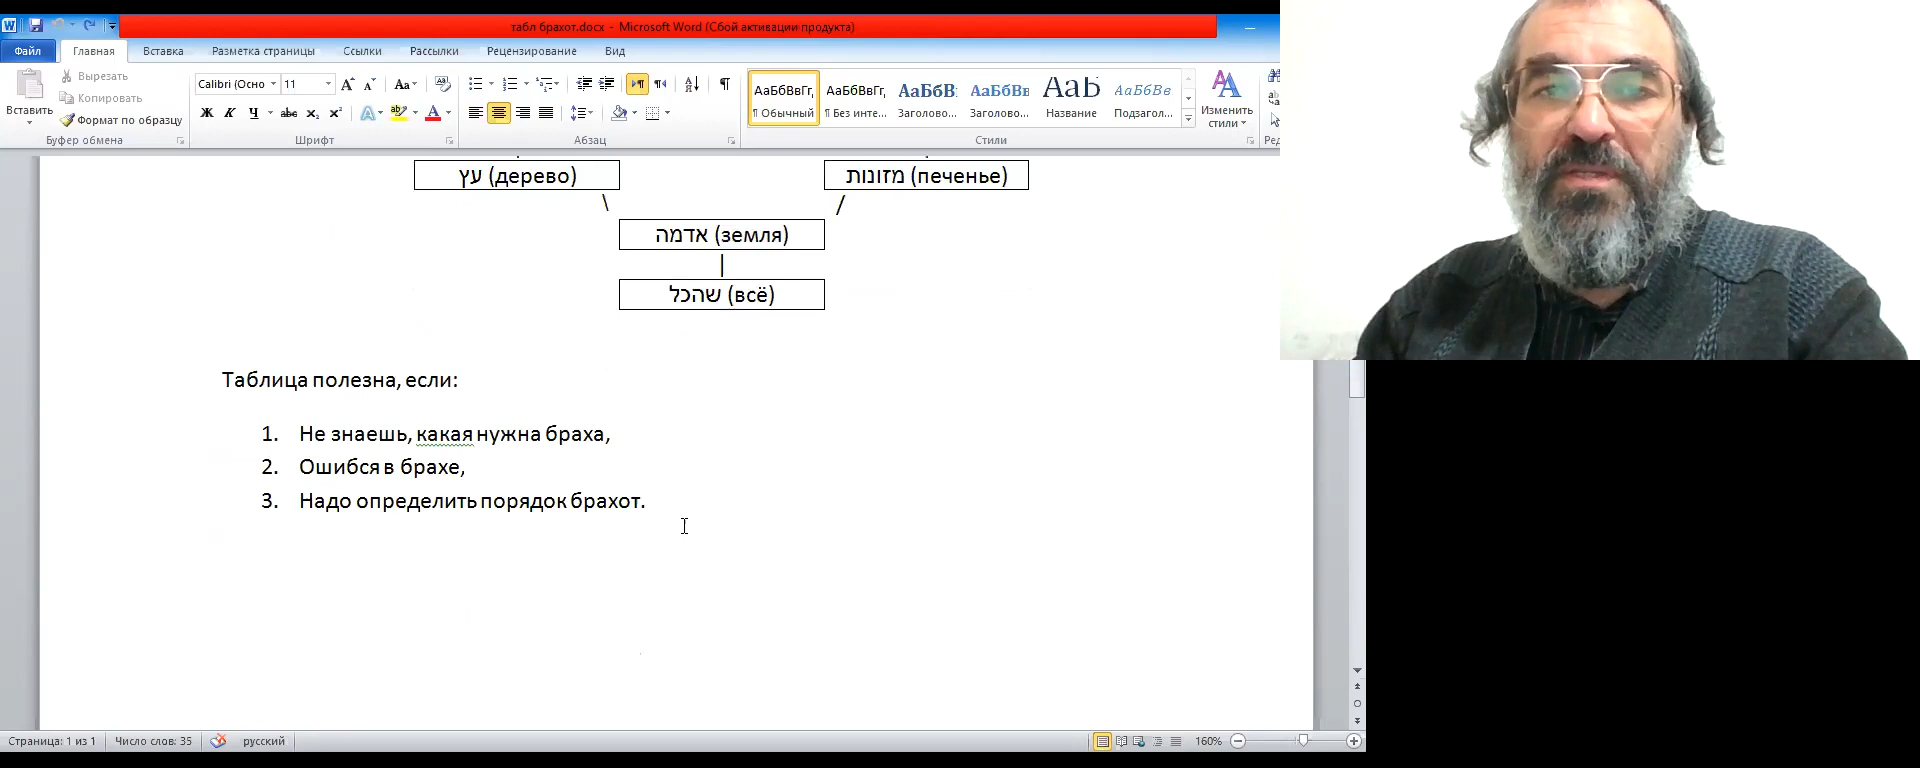 табл брахот.docx - Microsoft Word (Сбой активации продукта)
Файл Главная Вставка Разметка страницы Ссылки Рассылки Рецензирование Вид
Вставить
Вырезать
Копировать
Формат по образцу
Буфер обмена
Calibri (Осно 11
Ж К Ч abc x₂ x²
Шрифт
Абзац
АаБбВвГг, АаБбВвГг, АаБбВ АаБбВв АаБ АаБбВв.
¶ Обычный ¶ Без инте... Заголово... Заголово... Название Подзагол...
Стили
Изменить стили
Ред
עץ (дерево) מזונות (печенье)
\ /
אדמה (земля)
|
שהכל (всё)
Таблица полезна, если:
1. Не знаешь, какая нужна браха,
2. Ошибся в брахе,
3. Надо определить порядок брахот.
Страница: 1 из 1 Число слов: 35 русский 160%